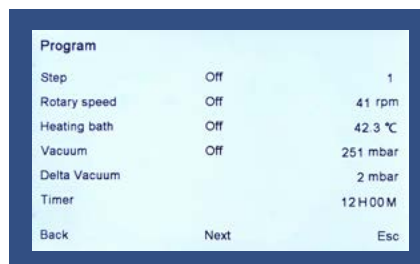 Program
Step Off 1
Rotary speed Off 41 rpm
Heating bath Off 42.3 ℃
Vacuum Off 251 mbar
Delta Vacuum 2 mbar
Timer 12H00M
Back Next Esc